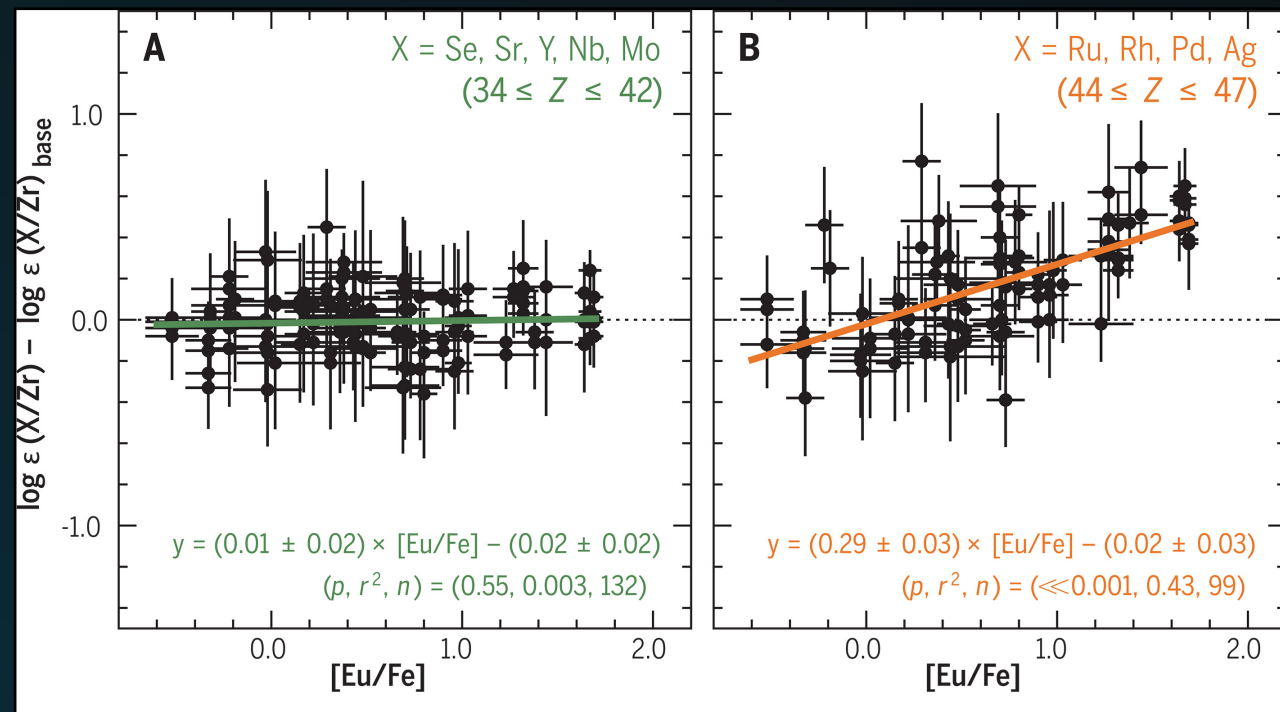 A
X = Se, Sr, Y, Nb, Mo
(34 ≤ Z ≤ 42)
B
X = Ru, Rh, Pd, Ag
(44 ≤ Z ≤ 47)
log ε (X/Zr) – log ε (X/Zr) base
1.0
0.0
-1.0
y = (0.01 ± 0.02) × [Eu/Fe] – (0.02 ± 0.02)
(p, r², n) = (0.55, 0.003, 132)
y = (0.29 ± 0.03) × [Eu/Fe] – (0.02 ± 0.03)
(p, r², n) = (≪0.001, 0.43, 99)
0.0 1.0 2.0
0.0 1.0 2.0
[Eu/Fe]
[Eu/Fe]